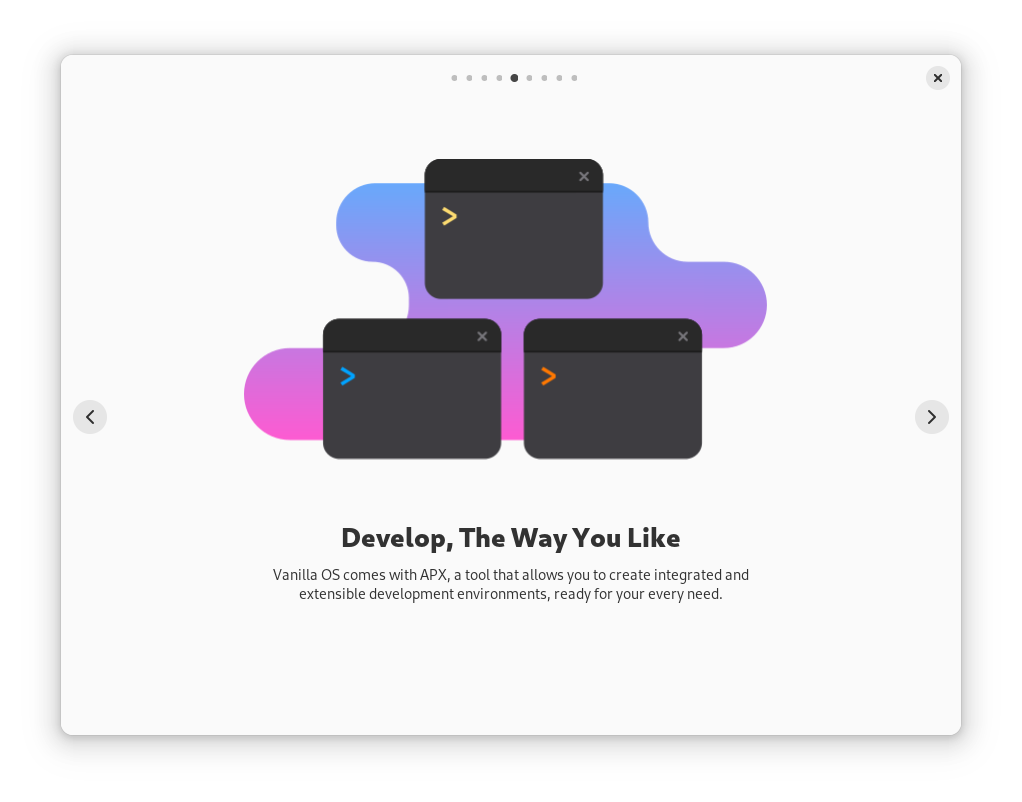 Develop, The Way You Like
Vanilla OS comes with APX, a tool that allows you to create integrated and
extensible development environments, ready for your every need.